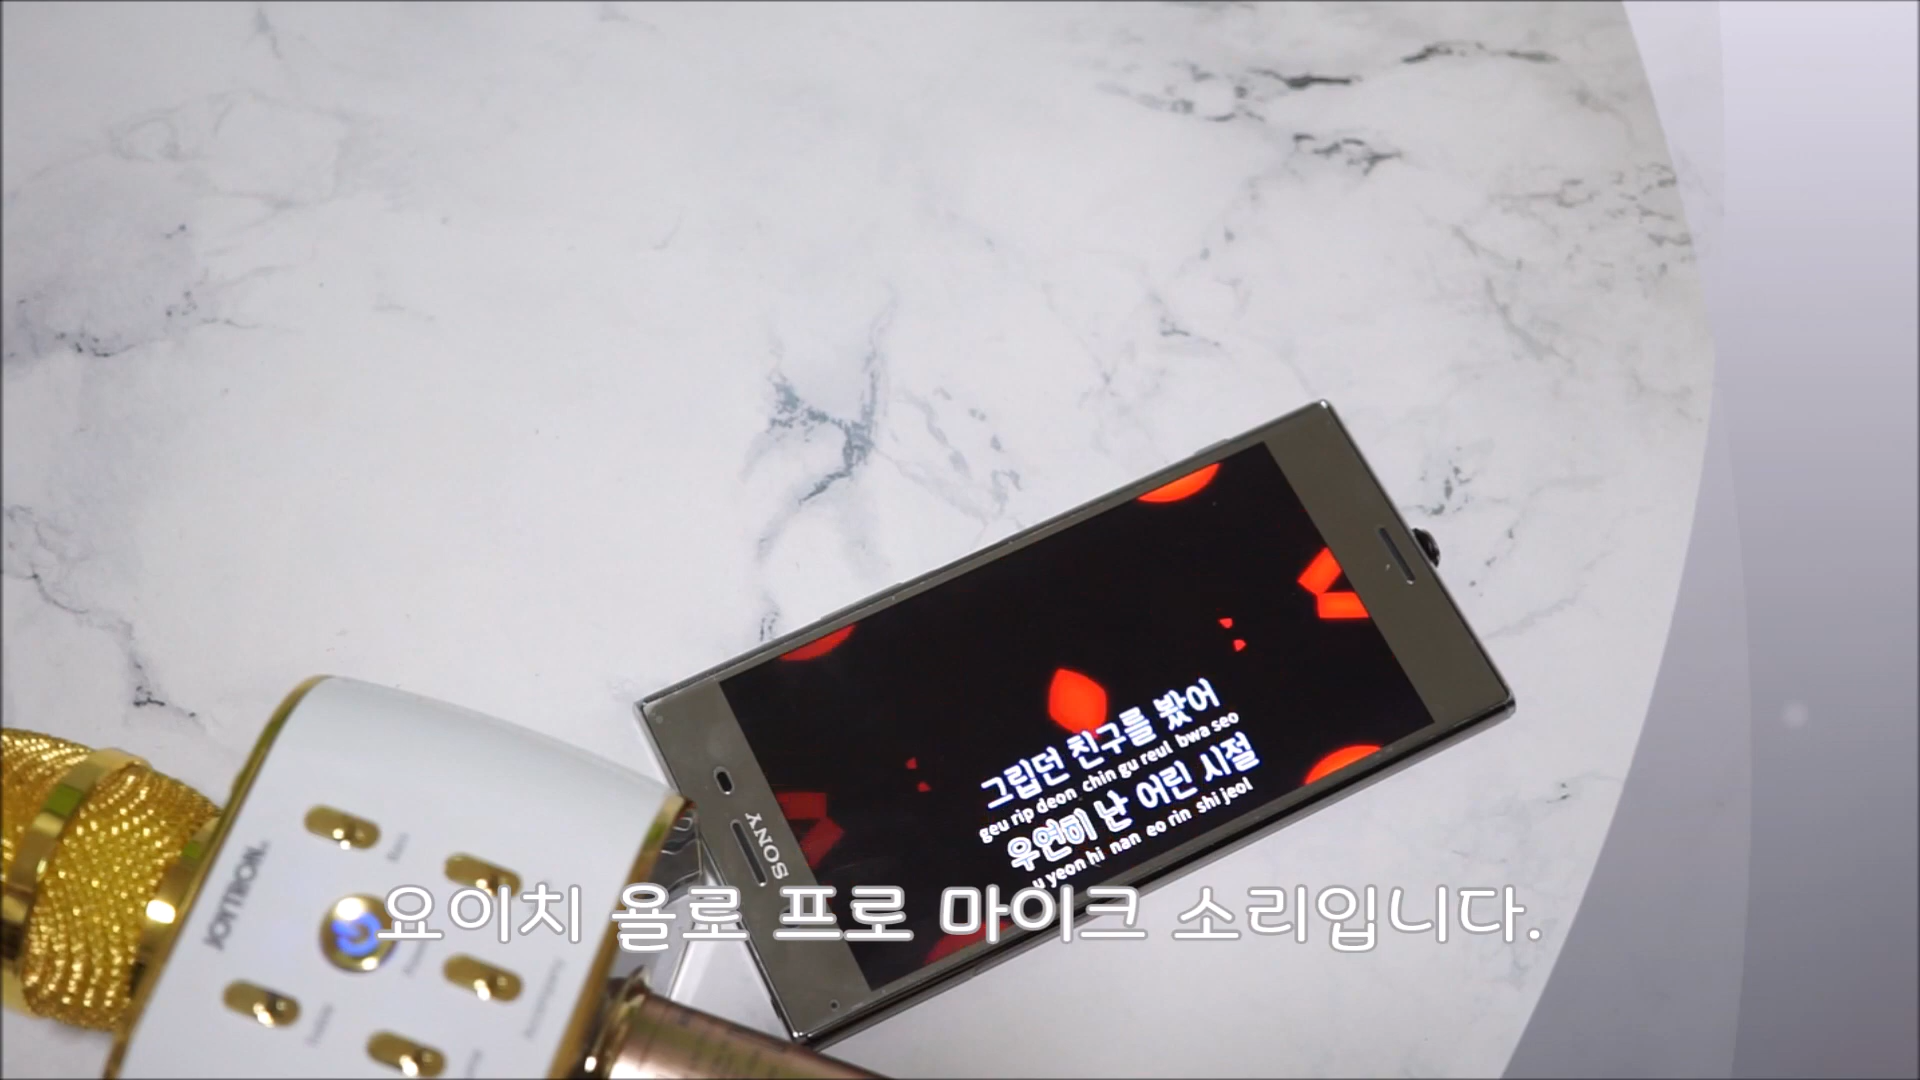 그립던 친구를 봤어
geu rip deon chin gu reul bwa seo
우연히 난 어린 시절
u yeon hi nan eo rin shi jeol
SONY
JOYTRON
요이치 욜로 프로 마이크 소리입니다.